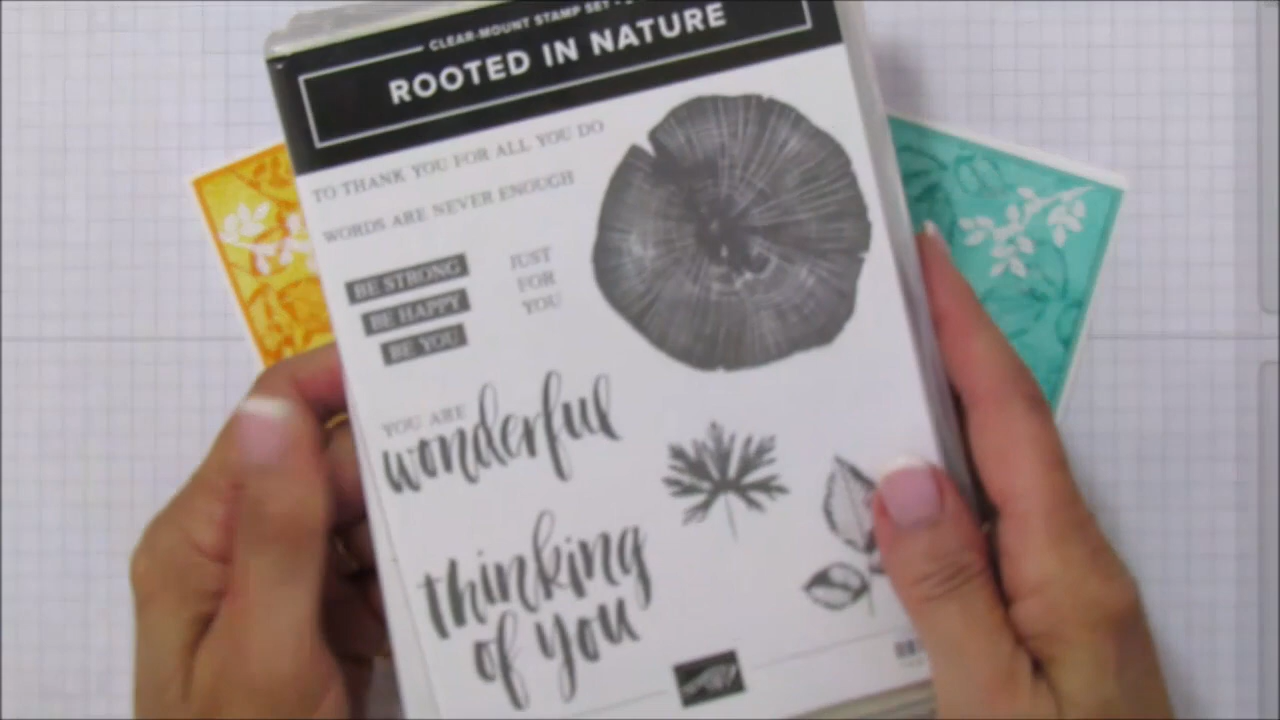 CLEAR-MOUNT STAMP SET
ROOTED IN NATURE
TO THANK YOU FOR ALL YOU DO
WORDS ARE NEVER ENOUGH
BE STRONG
BE HAPPY
BE YOU
JUST
FOR
YOU
YOU ARE
wonderful
thinking
of you